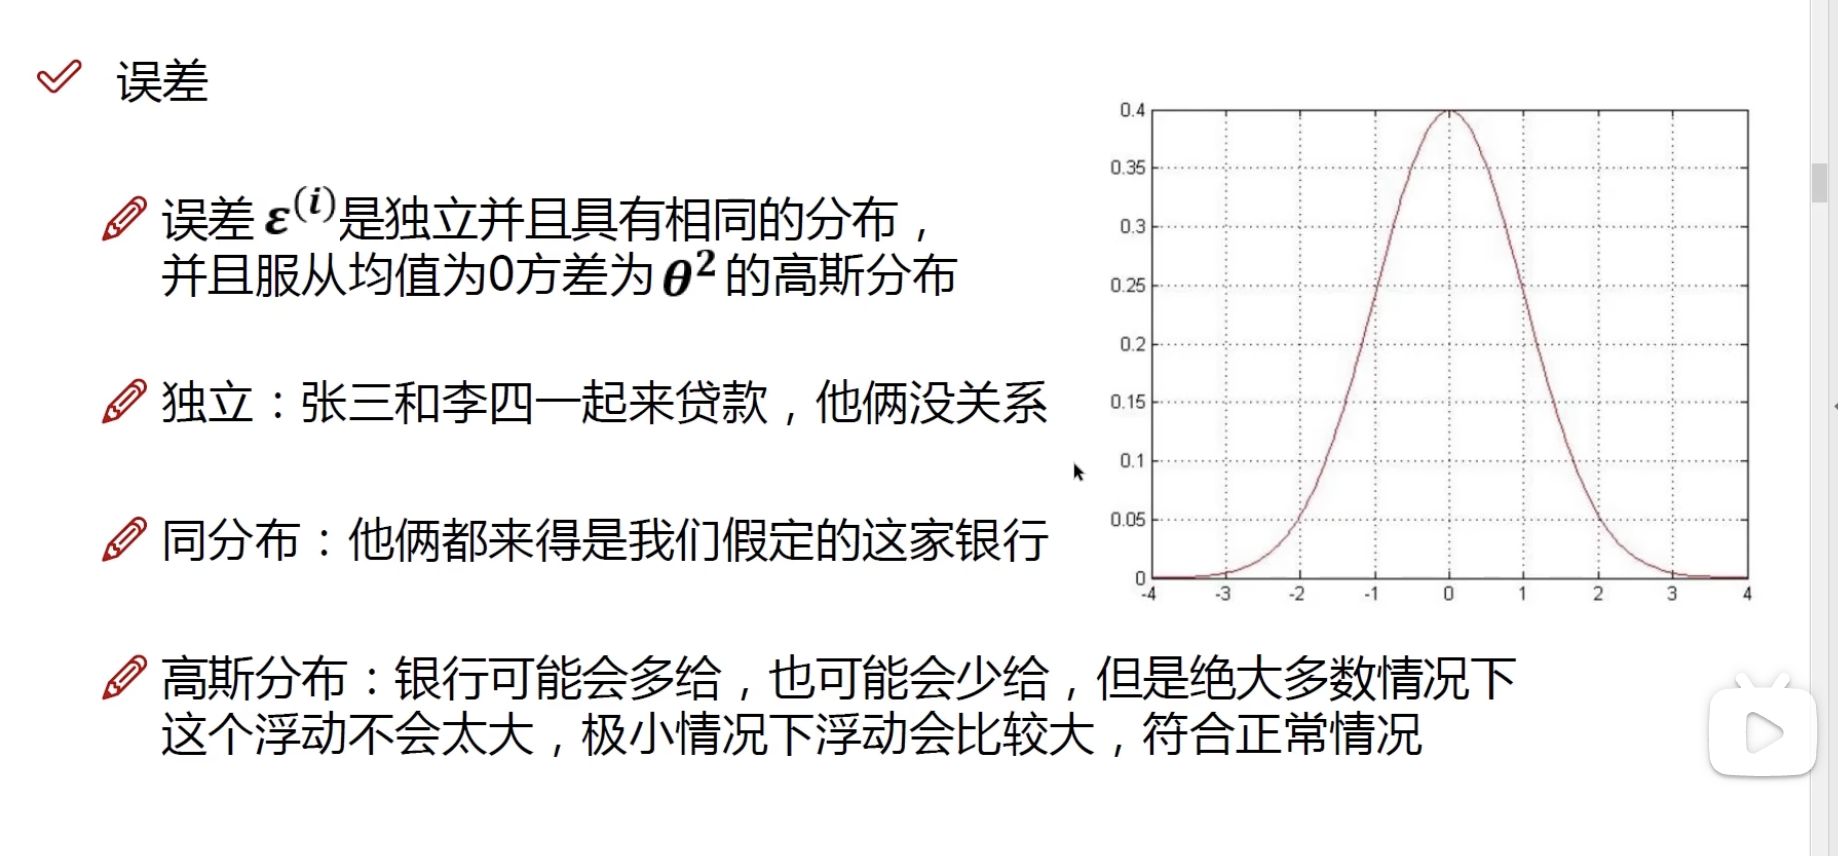 误差
误差 ε⁽ⁱ⁾是独立并且具有相同的分布，
并且服从均值为0方差为 θ² 的高斯分布
独立：张三和李四一起来贷款，他俩没关系
同分布：他俩都来得是我们假定的这家银行
高斯分布：银行可能会多给，也可能会少给，但是绝大多数情况下
这个浮动不会太大，极小情况下浮动会比较大，符合正常情况
0.4
0.35
0.3
0.25
0.2
0.15
0.1
0.05
0
-4 -3 -2 -1 0 1 2 3 4